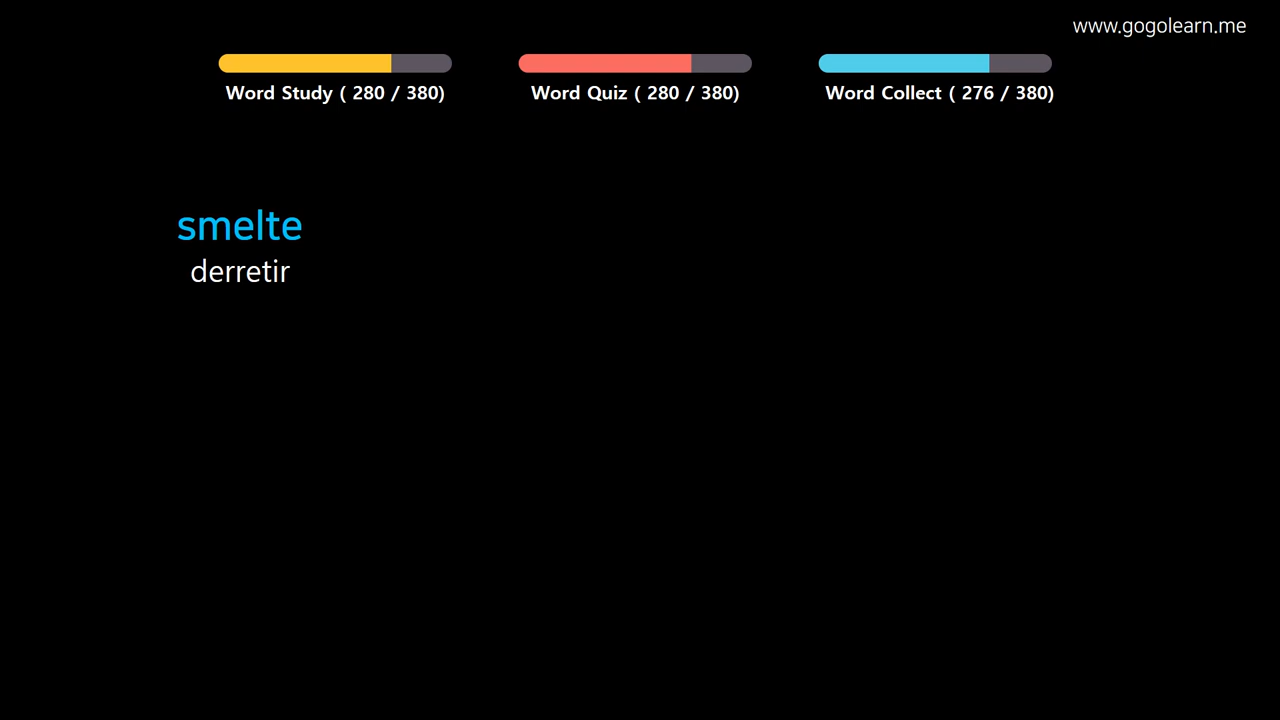 www.gogolearn.me
Word Study ( 280 / 380)
Word Quiz ( 280 / 380)
Word Collect ( 276 / 380)
smelte
derretir